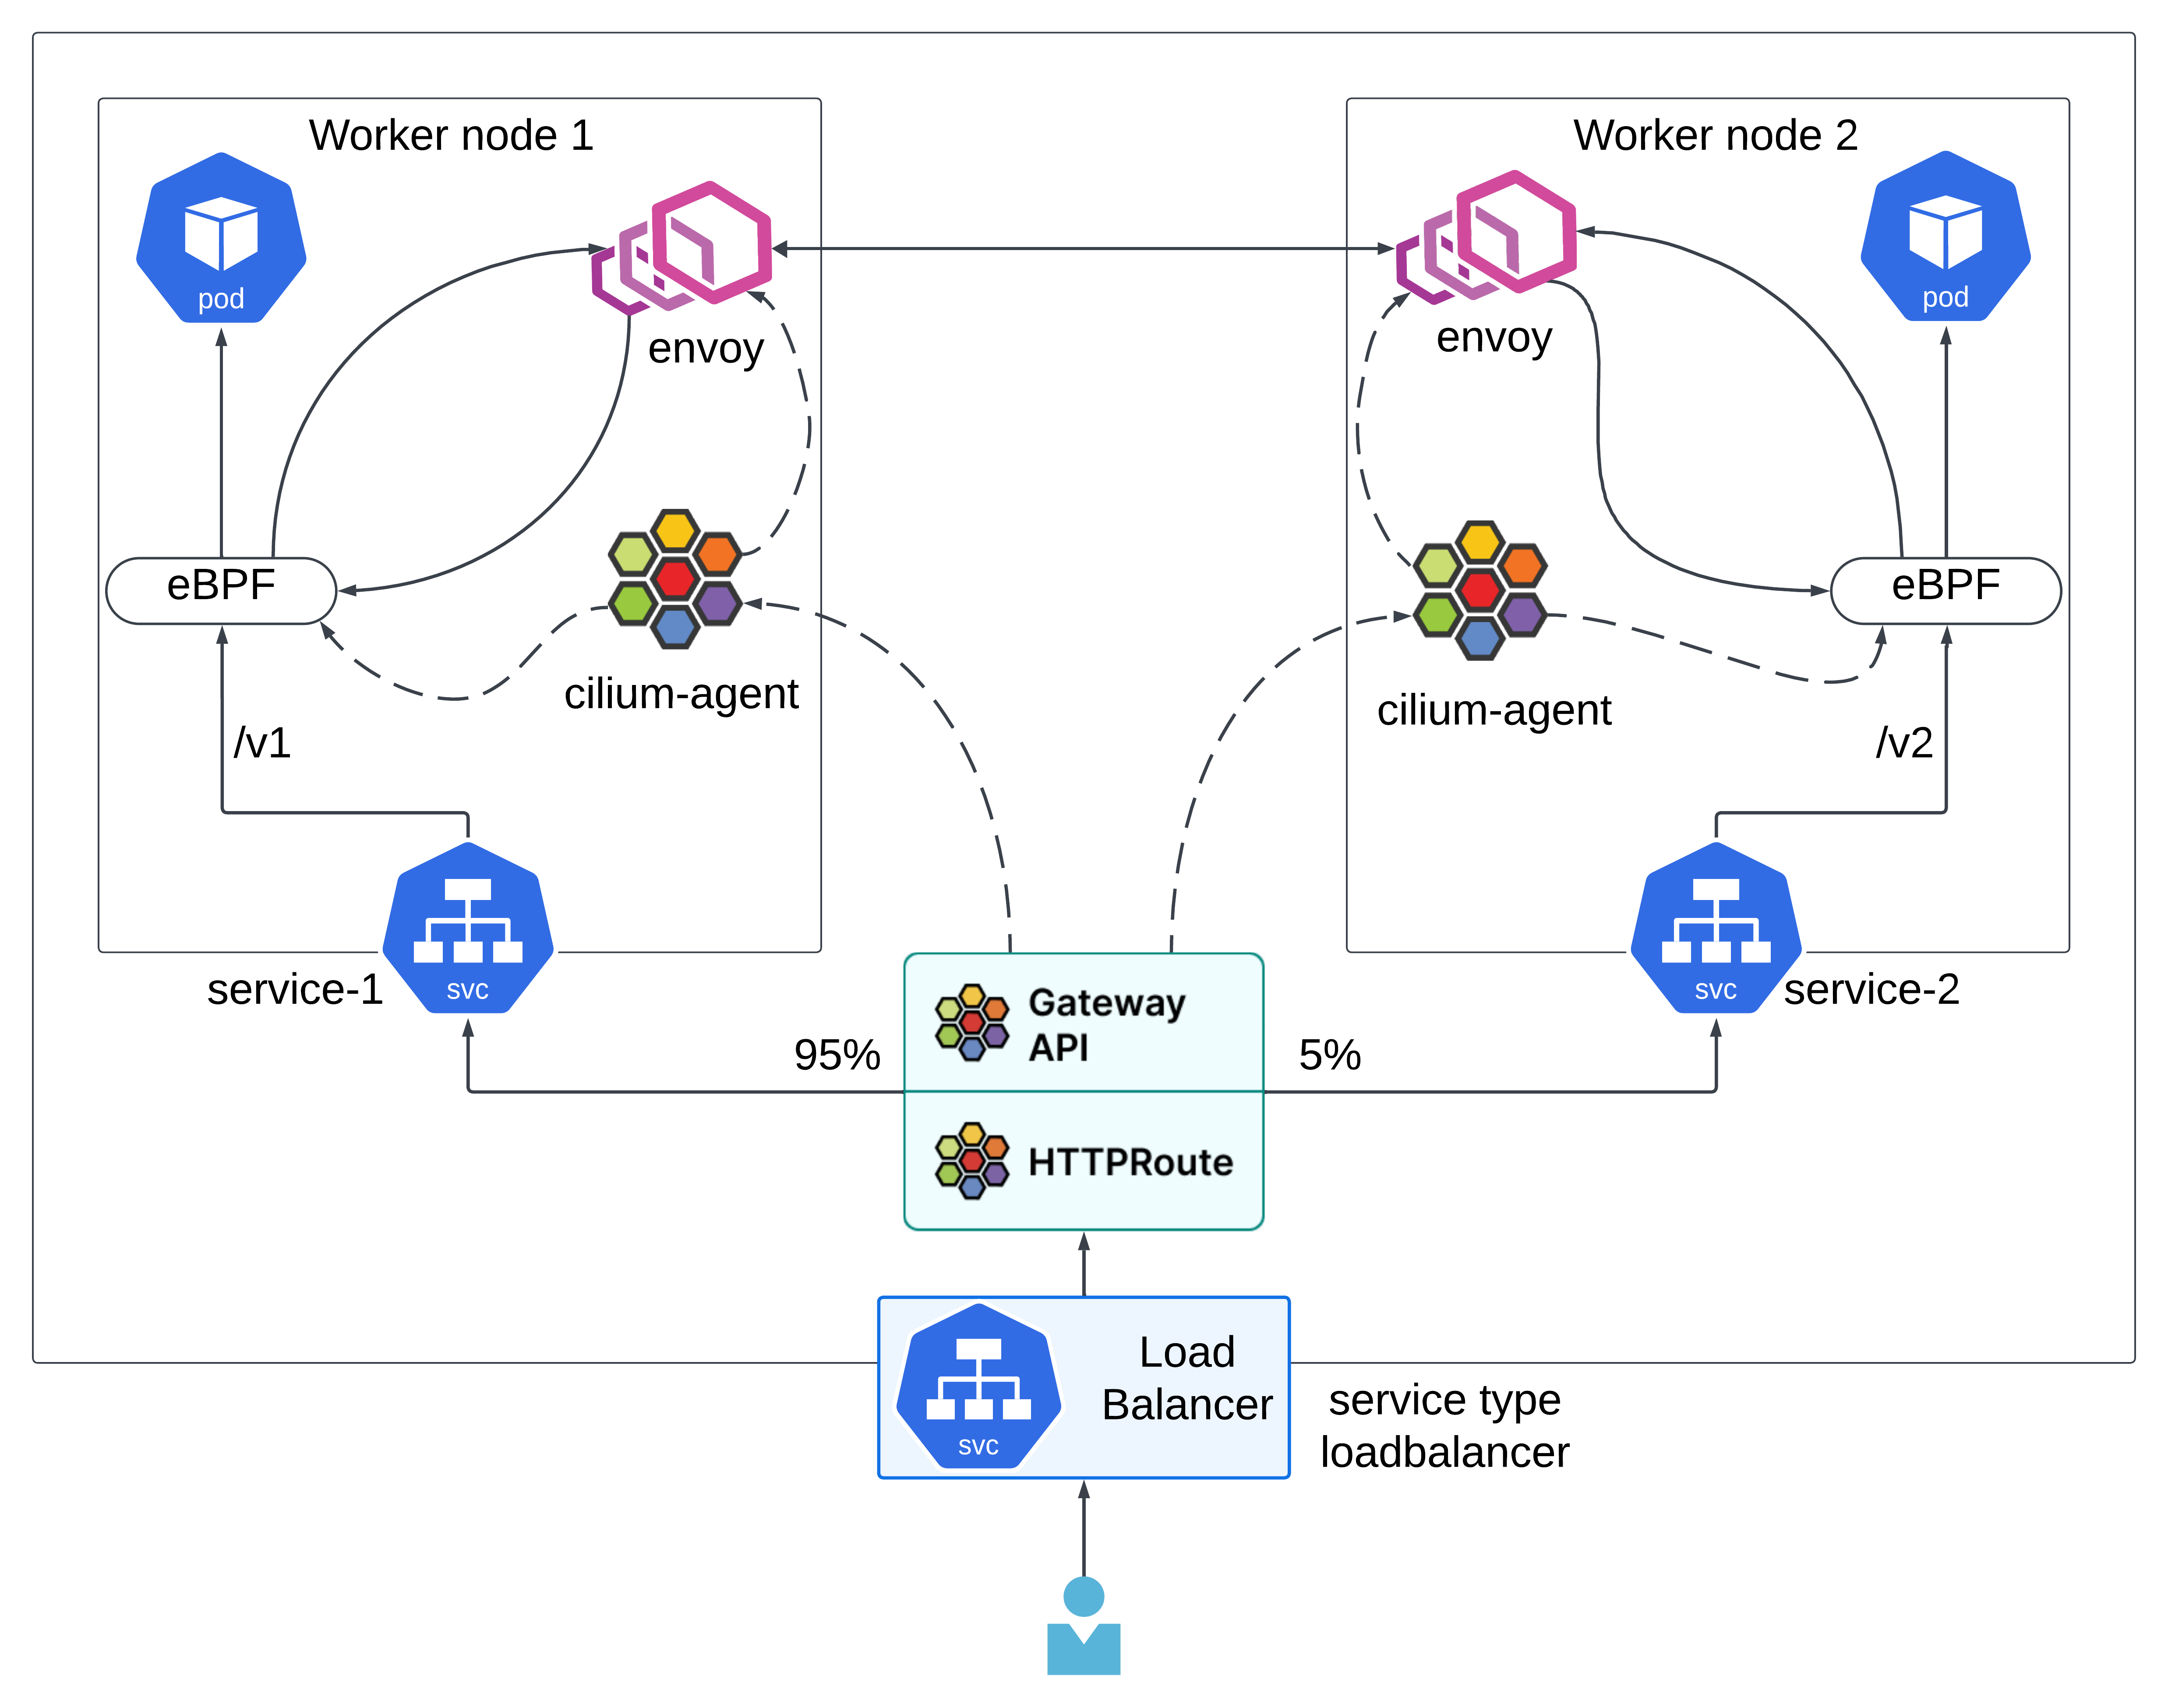 Worker node 1
Worker node 2
pod
pod
envoy
envoy
eBPF
eBPF
cilium-agent
cilium-agent
/v1
/v2
svc
service-1
svc
service-2
Gateway
API
95%
5%
HTTPRoute
Load
Balancer
svc
service type
loadbalancer